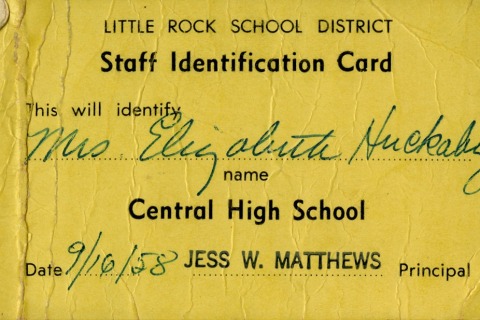 LITTLE ROCK SCHOOL DISTRICT
Staff Identification Card
This will identify
Mrs. Elizabeth Huckaby
name
Central High School
Date 9/16/58 JESS W. MATTHEWS Principal